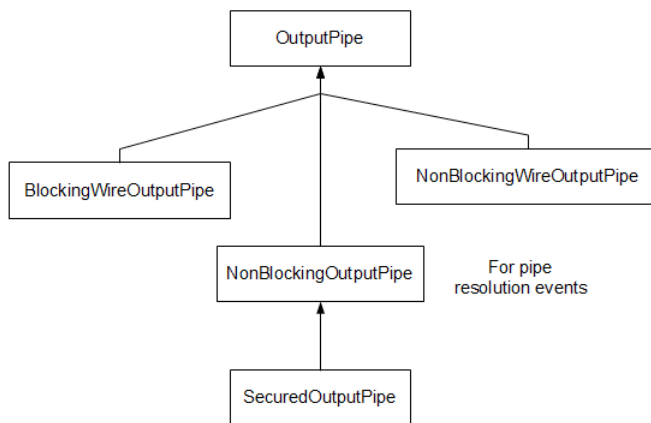 OutputPipe
BlockingWireOutputPipe
NonBlockingWireOutputPipe
NonBlockingOutputPipe
For pipe
resolution events
SecuredOutputPipe